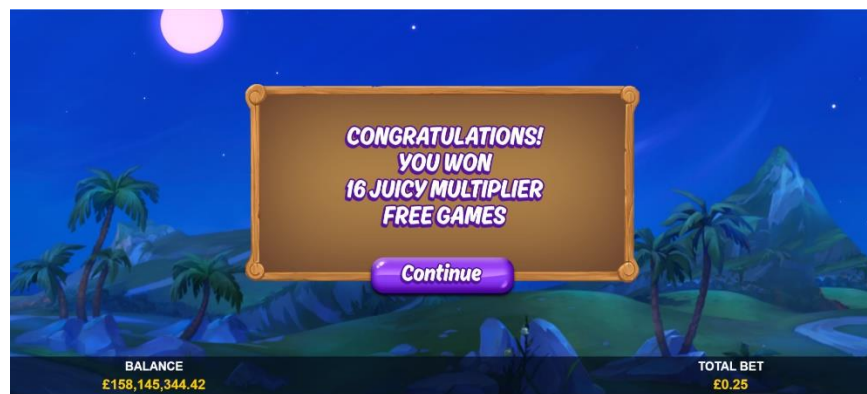 CONGRATULATIONS!
YOU WON
16 JUICY MULTIPLIER
FREE GAMES
Continue
BALANCE
£158,145,344.42
TOTAL BET
£0.25